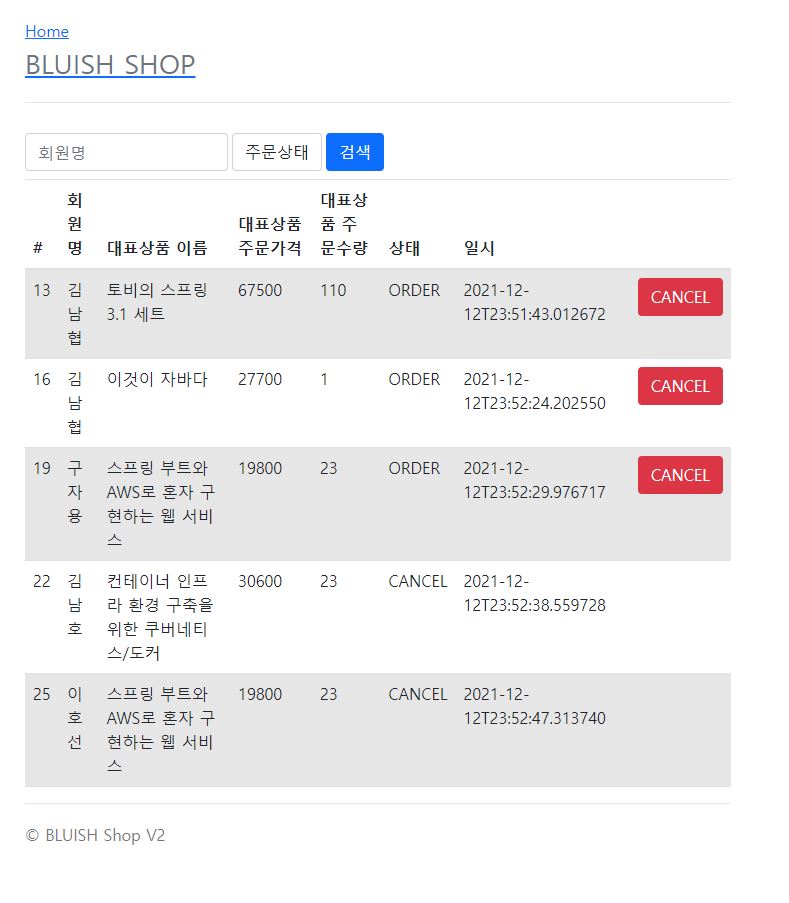 Home
BLUISH SHOP
회원명 주문상태 검색
# 회원명 대표상품 이름 대표상품 주문가격 대표상품 주문수량 상태 일시
13 김남협 토비의 스프링 3.1 세트 67500 110 ORDER 2021-12-12T23:51:43.012672 CANCEL
16 김남협 이것이 자바다 27700 1 ORDER 2021-12-12T23:52:24.202550 CANCEL
19 구자용 스프링 부트와 AWS로 혼자 구현하는 웹 서비스 19800 23 ORDER 2021-12-12T23:52:29.976717 CANCEL
22 김남호 컨테이너 인프라 환경 구축을 위한 쿠버네티스/도커 30600 23 CANCEL 2021-12-12T23:52:38.559728
25 이호선 스프링 부트와 AWS로 혼자 구현하는 웹 서비스 19800 23 CANCEL 2021-12-12T23:52:47.313740
© BLUISH Shop V2